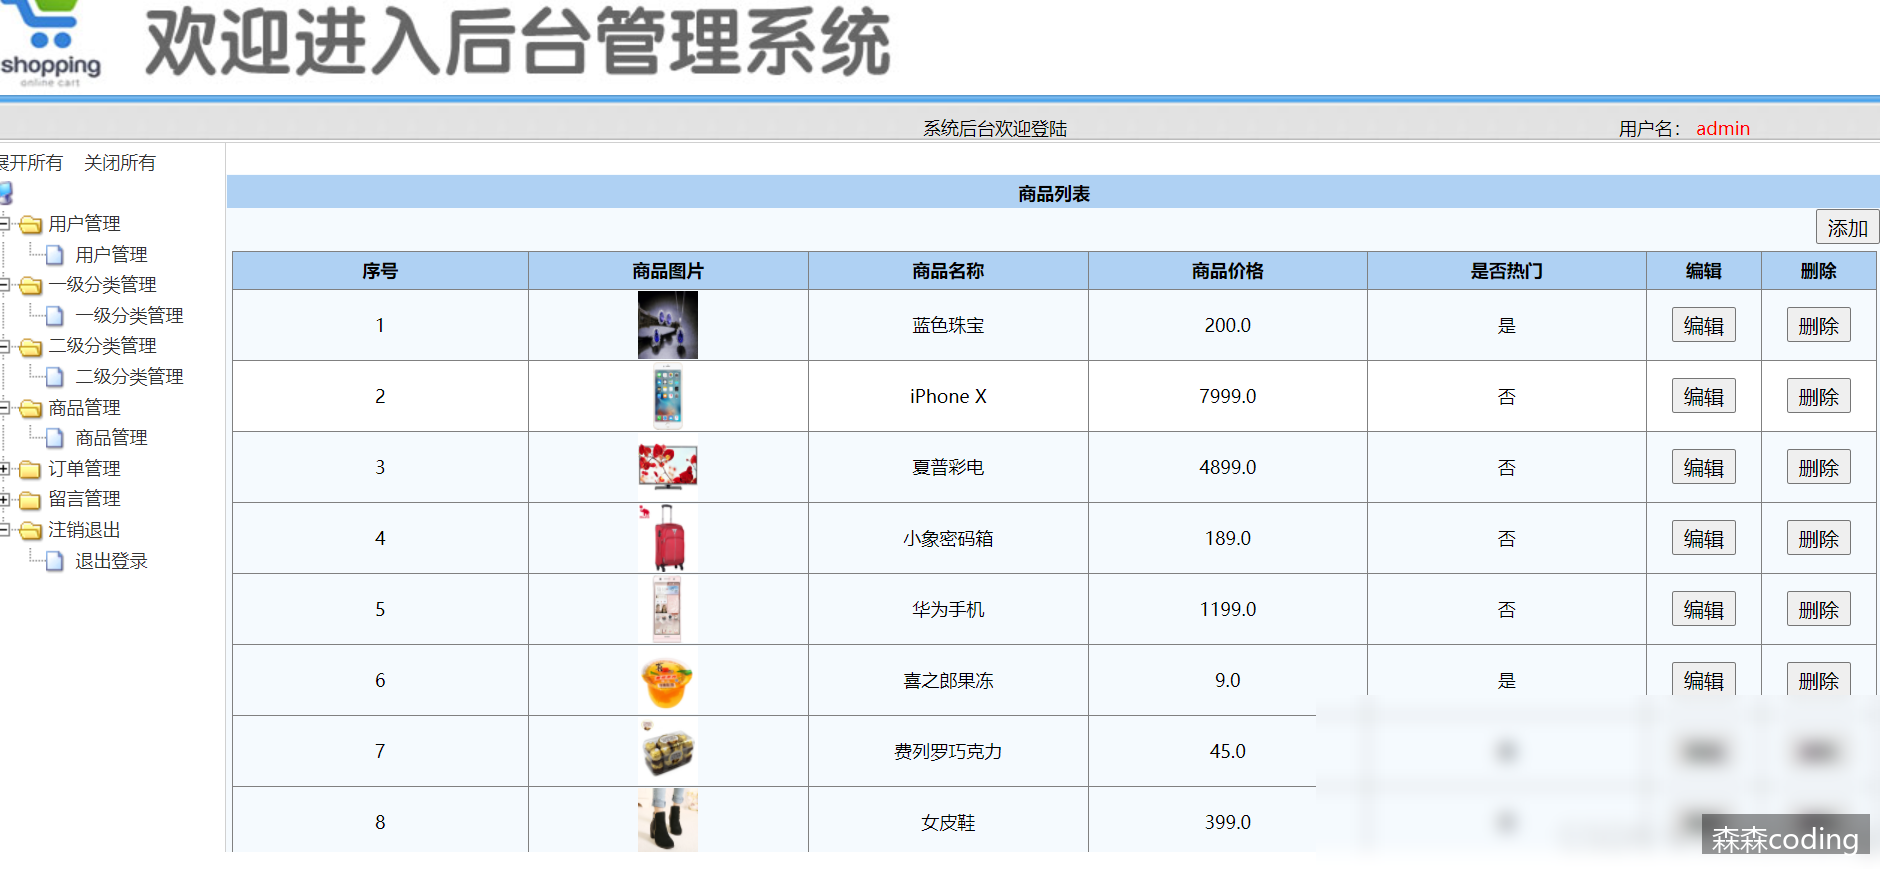 shopping
online cart
欢迎进入后台管理系统
系统后台欢迎登陆
用户名： admin
展开所有 关闭所有
用户管理
用户管理
一级分类管理
一级分类管理
二级分类管理
二级分类管理
商品管理
商品管理
订单管理
留言管理
注销退出
退出登录
商品列表
添加
序号 商品图片 商品名称 商品价格 是否热门 编辑 删除
1 蓝色珠宝 200.0 是 编辑 删除
2 iPhone X 7999.0 否 编辑 删除
3 夏普彩电 4899.0 否 编辑 删除
4 小象密码箱 189.0 否 编辑 删除
5 华为手机 1199.0 否 编辑 删除
6 喜之郎果冻 9.0 是 编辑 删除
7 费列罗巧克力 45.0
8 女皮鞋 399.0
森森coding